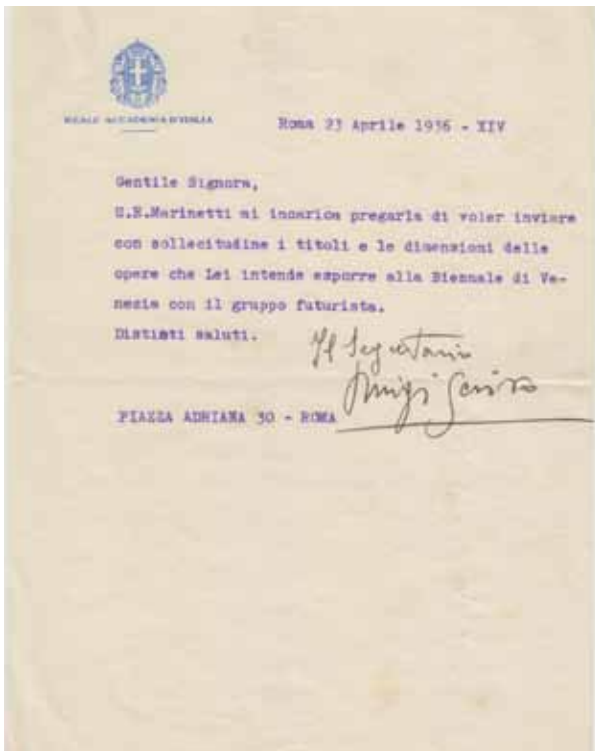 REALE ACCADEMIA D'ITALIA
Roma 23 Aprile 1936 - XIV
Gentile Signora,
S.E.Marinetti mi incarica pregarla di voler inviare
con sollecitudine i titoli e le dimensioni delle
opere che Lei intende esporre alla Biennale di Ve-
nezia con il gruppo futurista.
Distinti saluti.
Il Segretario
Luigi
PIAZZA ADRIANA 30 - ROMA